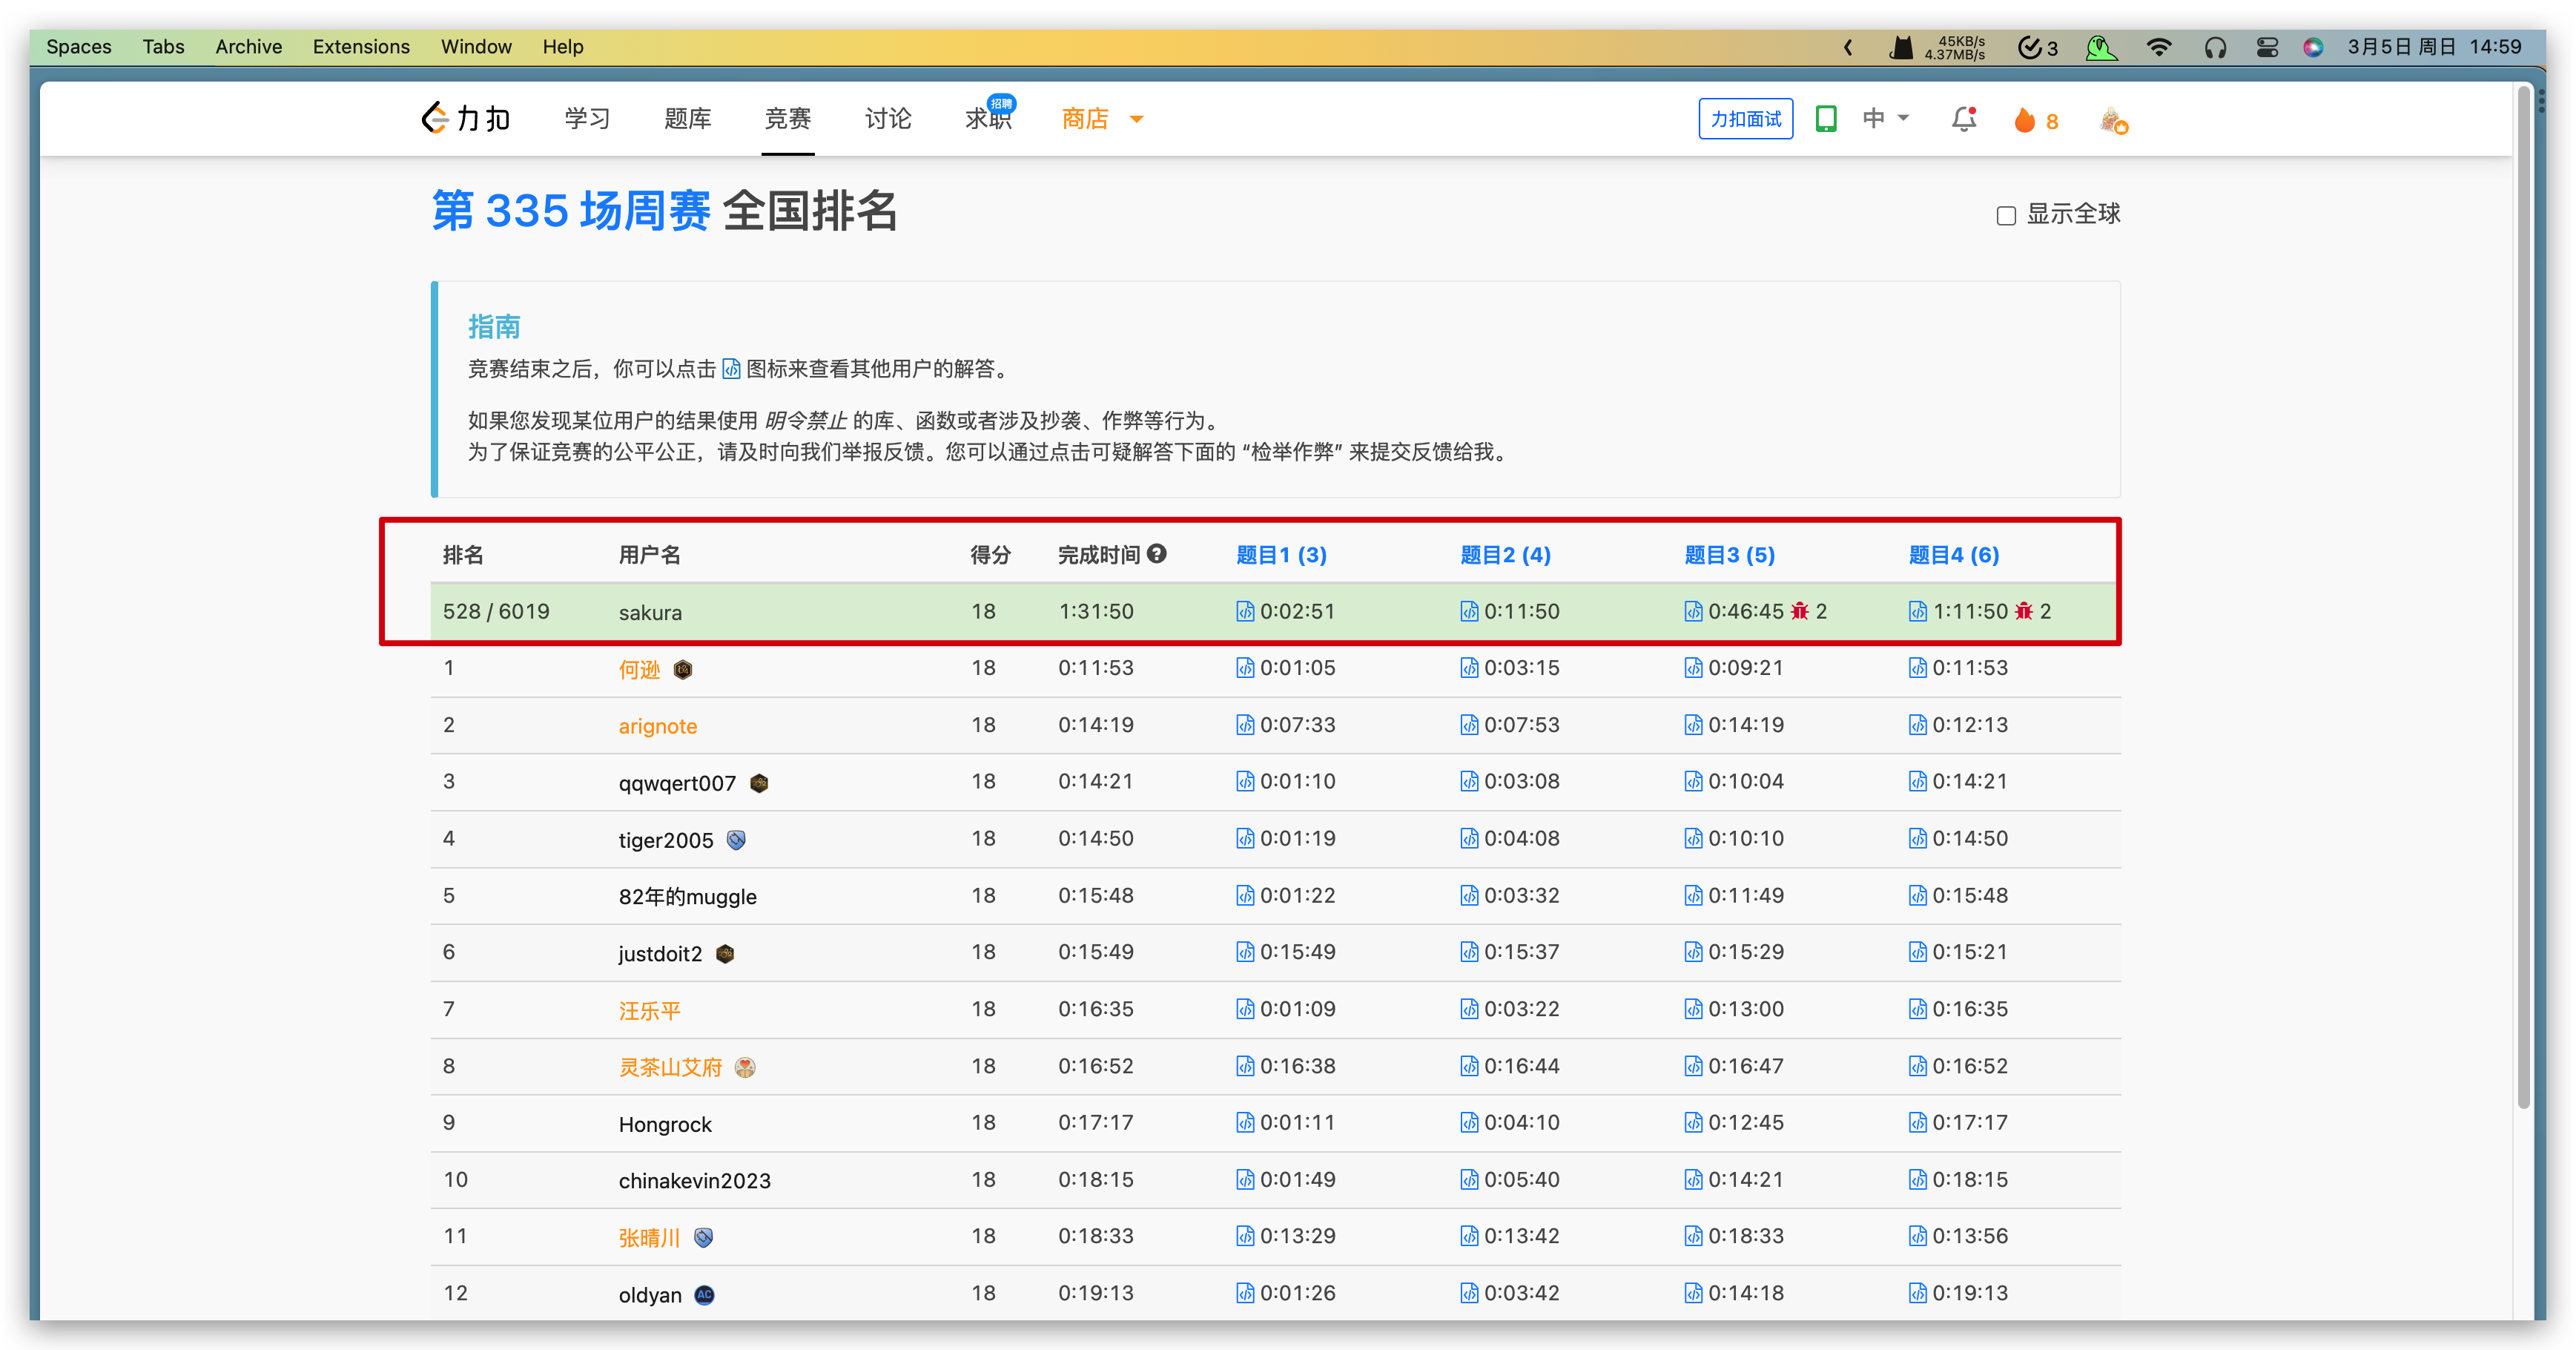 Spaces Tabs Archive Extensions Window Help 45KB/s 4.37MB/s 3 3月5日 周日 14:59
力扣 学习 题库 竞赛 讨论 求职 招聘 商店 力扣面试 中 8
第 335 场周赛 全国排名 显示全球
指南
竞赛结束之后，你可以点击 图标来查看其他用户的解答。
如果您发现某位用户的结果使用 明令禁止 的库、函数或者涉及抄袭、作弊等行为。
为了保证竞赛的公平公正，请及时向我们举报反馈。您可以通过点击可疑解答下面的 “检举作弊” 来提交反馈给我。
排名 用户名 得分 完成时间 题目1 (3) 题目2 (4) 题目3 (5) 题目4 (6)
528 / 6019 sakura 18 1:31:50 0:02:51 0:11:50 0:46:45 2 1:11:50 2
1 何逊 18 0:11:53 0:01:05 0:03:15 0:09:21 0:11:53
2 arignote 18 0:14:19 0:07:33 0:07:53 0:14:19 0:12:13
3 qqwqert007 18 0:14:21 0:01:10 0:03:08 0:10:04 0:14:21
4 tiger2005 18 0:14:50 0:01:19 0:04:08 0:10:10 0:14:50
5 82年的muggle 18 0:15:48 0:01:22 0:03:32 0:11:49 0:15:48
6 justdoit2 18 0:15:49 0:15:49 0:15:37 0:15:29 0:15:21
7 汪乐平 18 0:16:35 0:01:09 0:03:22 0:13:00 0:16:35
8 灵茶山艾府 18 0:16:52 0:16:38 0:16:44 0:16:47 0:16:52
9 Hongrock 18 0:17:17 0:01:11 0:04:10 0:12:45 0:17:17
10 chinakevin2023 18 0:18:15 0:01:49 0:05:40 0:14:21 0:18:15
11 张晴川 18 0:18:33 0:13:29 0:13:42 0:18:33 0:13:56
12 oldyan AC 18 0:19:13 0:01:26 0:03:42 0:14:18 0:19:13